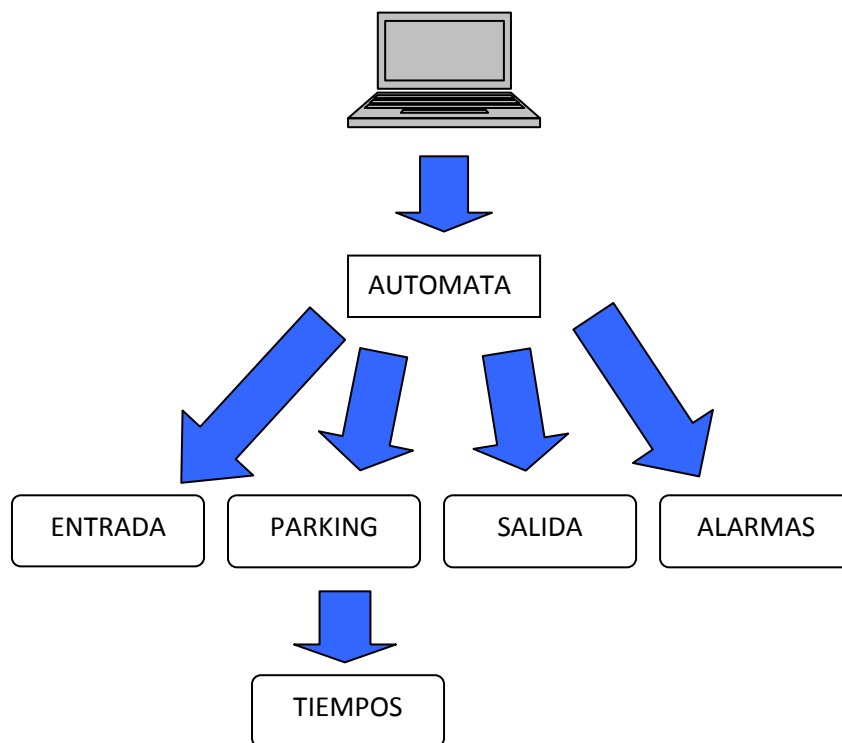 AUTOMATA
ENTRADA
PARKING
SALIDA
ALARMAS
TIEMPOS